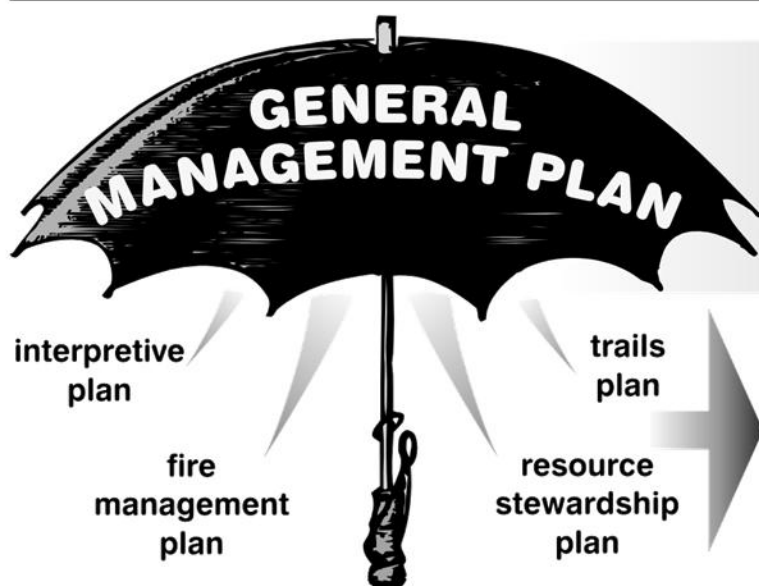 GENERAL
MANAGEMENT PLAN
interpretive
plan
trails
plan
fire
management
plan
resource
stewardship
plan